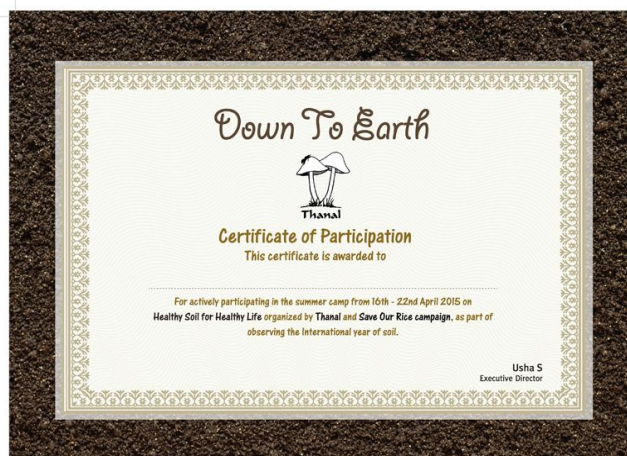 Down To Earth
Thanal
Certificate of Participation
This certificate is awarded to
For actively participating in the summer camp from 16th - 22nd April 2015 on
Healthy Soil for Healthy Life organized by Thanal and Save Our Rice campaign, as part of
observing the International year of soil.
Usha S
Executive Director